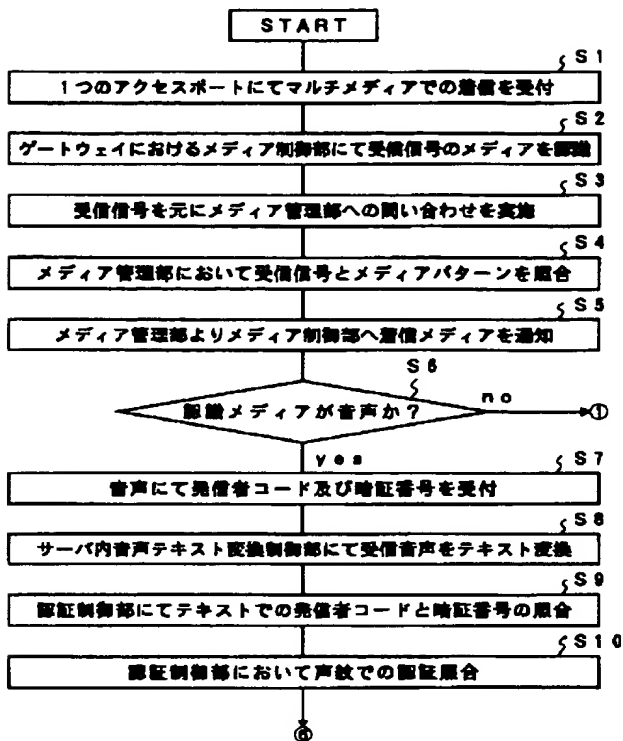 START
S1
1つのアクセスポートにてマルチメディアでの着信を受付
S2
ゲートウェイにおけるメディア制御部にて受信信号のメディアを認識
S3
受信信号を元にメディア管理部への問い合わせを実施
S4
メディア管理部において受信信号とメディアパターンを照合
S5
メディア管理部よりメディア制御部へ着信メディアを通知
S6
認識メディアが音声か?
no
①
yes
S7
音声にて発信者コード及び暗証番号を受付
S8
サーバ内音声テキスト変換制御部にて受信音声をテキスト変換
S9
認証制御部にてテキストでの発信者コードと暗証番号の照合
S10
認証制御部において声紋での認証照合